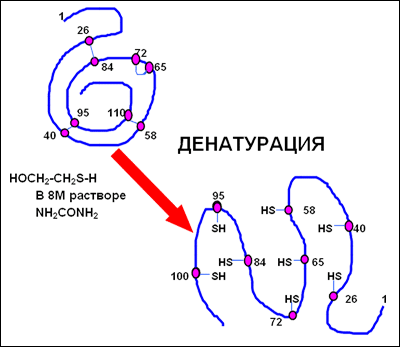 1
26
72
84
65
95
110
40
58
ДЕНАТУРАЦИЯ
HOCH₂-CH₂S-H
В 8М растворе
NH₂CONH₂
95
SH
HS 58
HS 40
HS 84
HS 65
100 SH
HS
26
1
HS
72